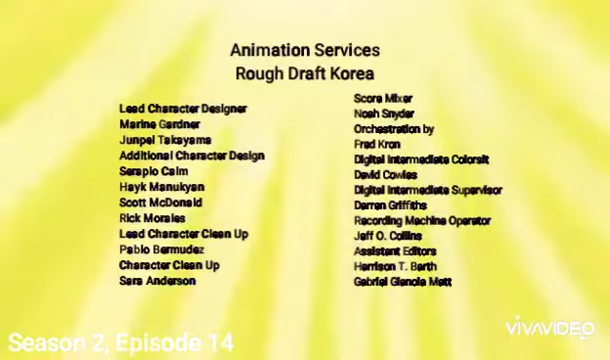 Animation Services
Rough Draft Korea
Lead Character Designer
Marine Gardner
Junpei Takayama
Additional Character Design
Serapio Calm
Hayk Manukyan
Scott McDonald
Rick Morales
Lead Character Clean Up
Pablo Bermudez
Character Clean Up
Sara Anderson
Score Mixer
Noah Snyder
Orchestration by
Fred Kron
Digital Intermediate Colorsit
David Cowles
Digital Intermediate Supervisor
Darren Griffiths
Recording Machine Operator
Jeff O. Collins
Assistant Editors
Harrison T. Barth
Gabriel Gianola Matt
Season 2, Episode 14
VIVAVIDEO